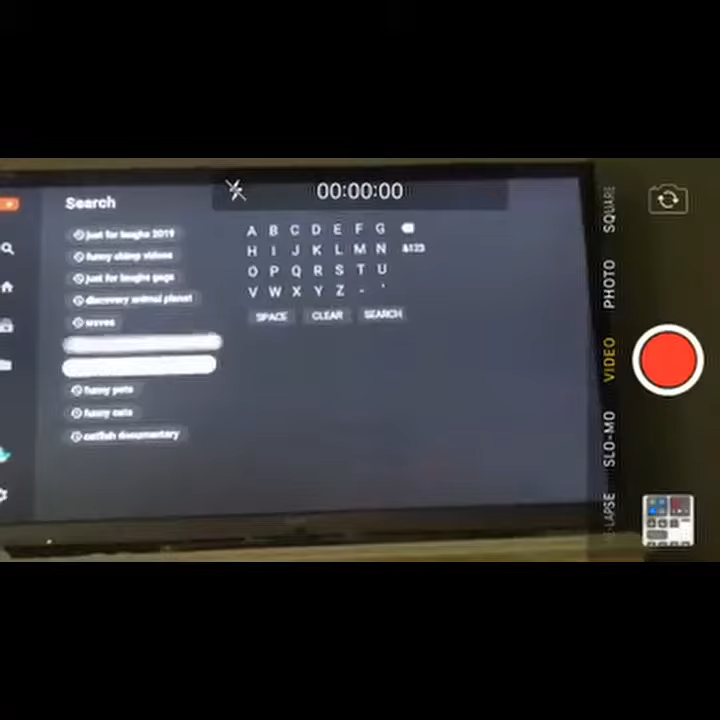 Search
00:00:00
just for laughs 2019
funny chimp videos
just for laughs gags
discovery animal planet
waves
funny pets
funny cats
catfish documentary
A B C D E F G
H I J K L M N &123
O P Q R S T U
V W X Y Z - '
SPACE CLEAR SEARCH
SQUARE
PHOTO
VIDEO
SLO-MO
-LAPSE